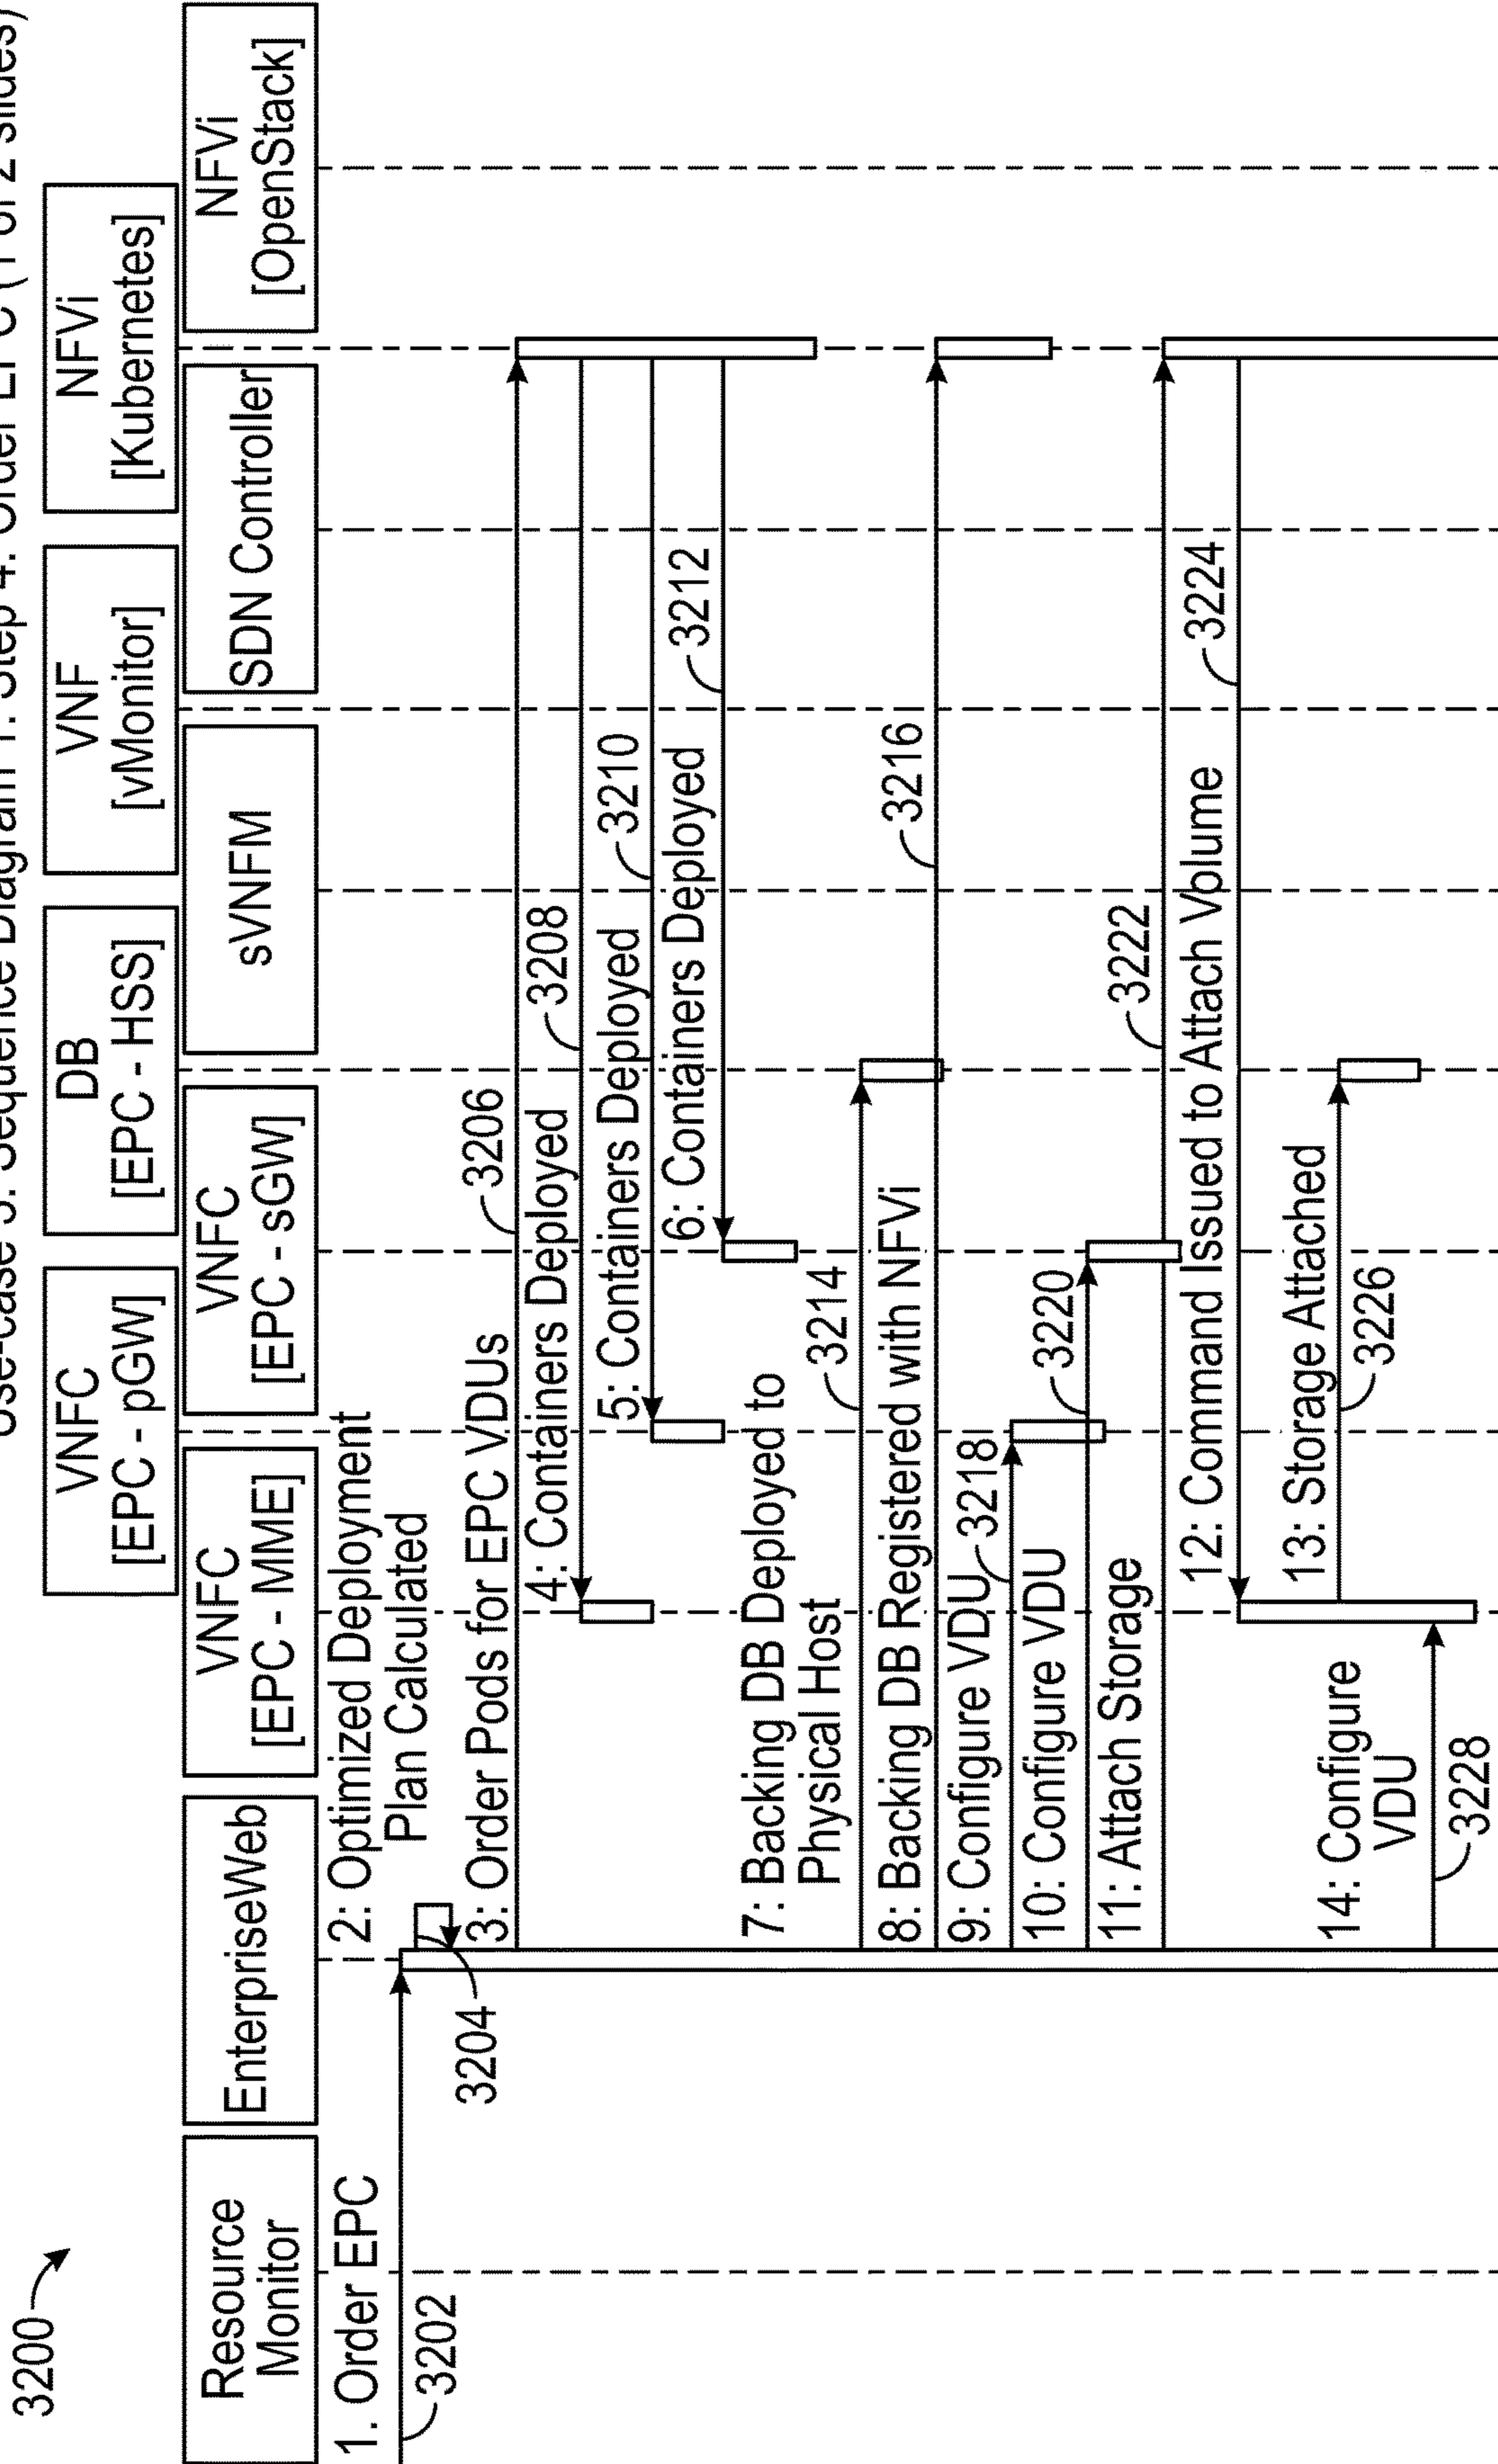 3200
Use-case 3: Sequence Diagram 1: Step 4: Order EPC (1 of 2 slides)
VNFC
[EPC - pGW]
DB
[EPC - HSS]
VNF
[vMonitor]
NFVi
[Kubernetes]
Resource
Monitor
EnterpriseWeb
VNFC
[EPC - MME]
VNFC
[EPC - sGW]
sVNFM
SDN Controller
NFVi
[OpenStack]
1. Order EPC
3202
2: Optimized Deployment
Plan Calculated
3204
3: Order Pods for EPC VDUs
3206
4: Containers Deployed
3208
5: Containers Deployed
3210
6: Containers Deployed
3212
7: Backing DB Deployed to
Physical Host
3214
8: Backing DB Registered with NFVi
3216
9: Configure VDU
3218
10: Configure VDU
3220
11: Attach Storage
3222
12: Command Issued to Attach Volume
3224
13: Storage Attached
3226
14: Configure
VDU
3228